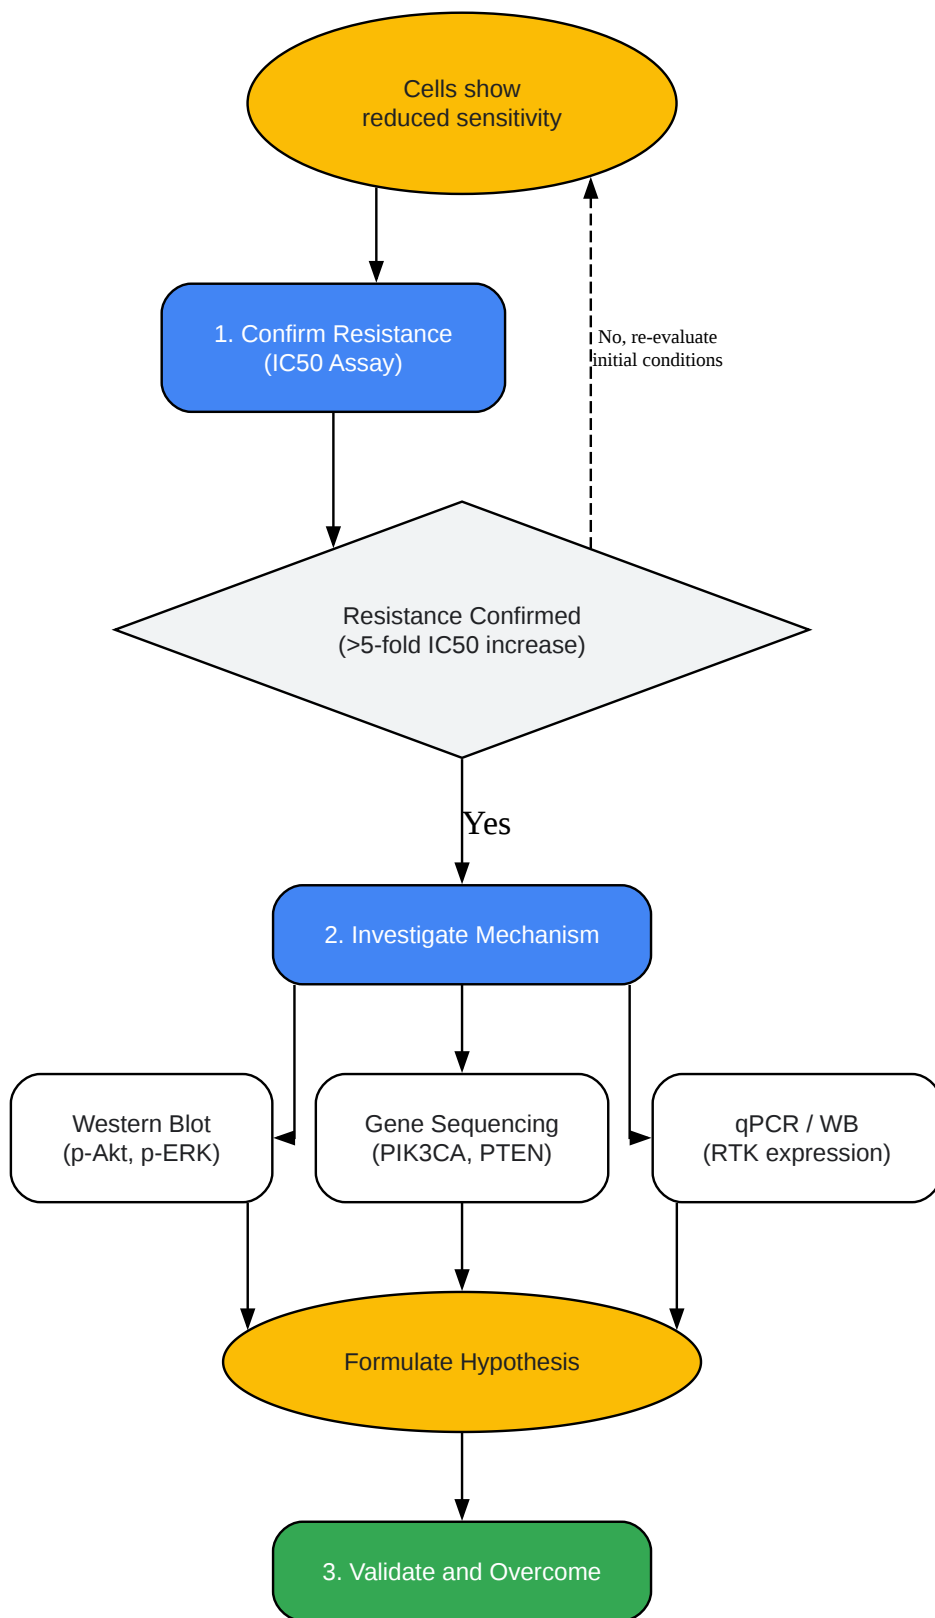 Cells show
reduced sensitivity
1. Confirm Resistance
(IC50 Assay)
No, re-evaluate
initial conditions
Resistance Confirmed
(>5-fold IC50 increase)
Yes
2. Investigate Mechanism
Western Blot
(p-Akt, p-ERK)
Gene Sequencing
(PIK3CA, PTEN)
qPCR / WB
(RTK expression)
Formulate Hypothesis
3. Validate and Overcome